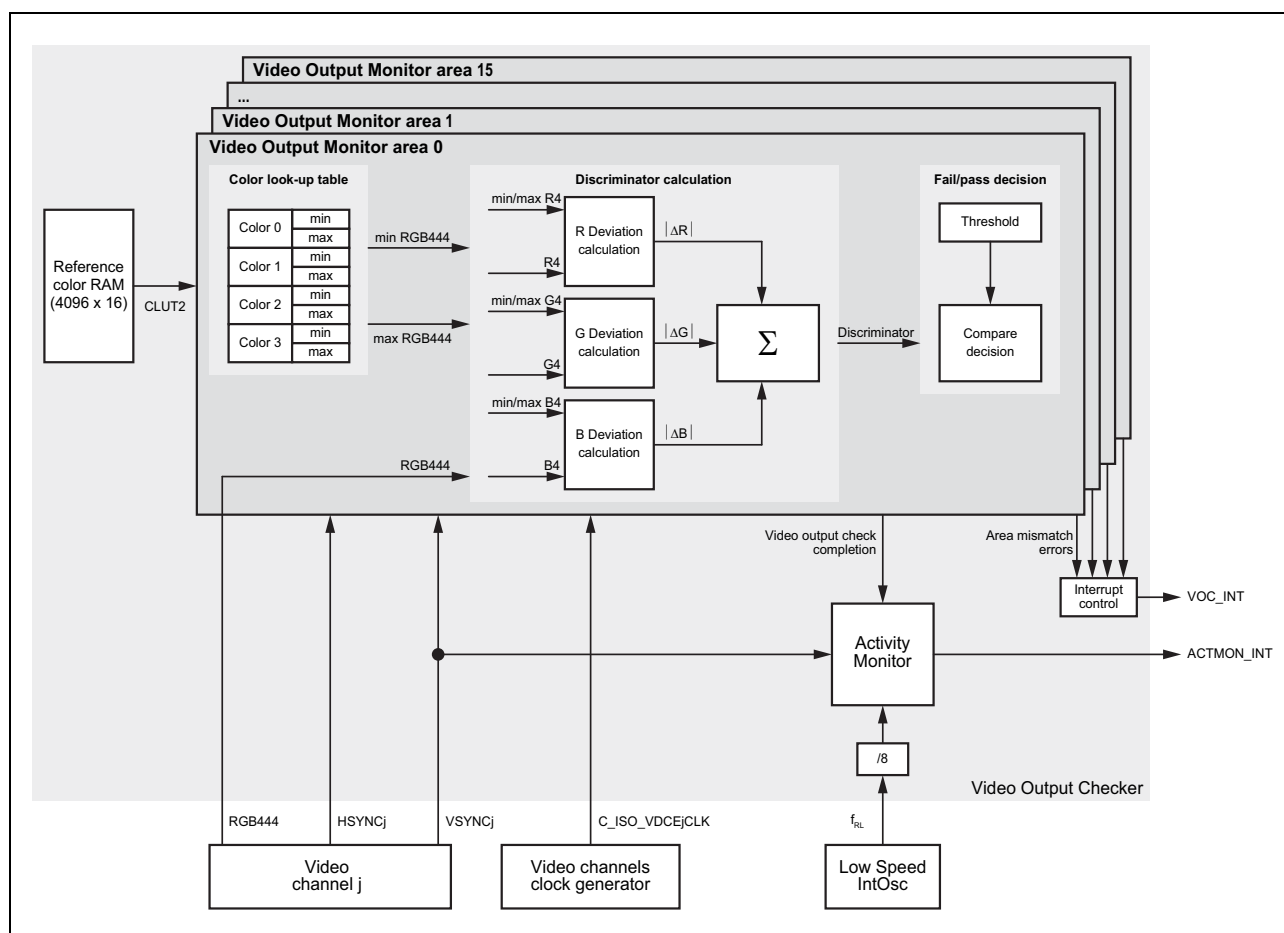 Video Output Monitor area 15
...
Video Output Monitor area 1
Video Output Monitor area 0
Color look-up table
Discriminator calculation
Fail/pass decision
Reference
color RAM
(4096 x 16)
CLUT2
Color 0
min
max
Color 1
min
max
Color 2
min
max
Color 3
min
max
min RGB444
max RGB444
RGB444
min/max R4
R4
R Deviation
calculation
|ΔR|
min/max G4
G4
G Deviation
calculation
|ΔG|
min/max B4
B4
B Deviation
calculation
|ΔB|
Σ
Discriminator
Threshold
Compare
decision
Video output check
completion
Area mismatch
errors
Interrupt
control
VOC_INT
Activity
Monitor
ACTMON_INT
/8
Video Output Checker
RGB444
HSYNCj
VSYNCj
C_ISO_VDCEjCLK
fRL
Video
channel j
Video channels
clock generator
Low Speed
IntOsc